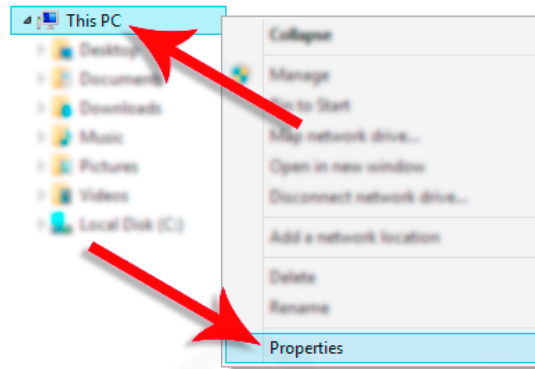 This PC
Desktop
Documents
Downloads
Music
Pictures
Videos
Local Disk (C:)
Collapse
Manage
to Start
Map network drive...
Open in new window
Disconnect network drive...
Add a network location
Delete
Rename
Properties